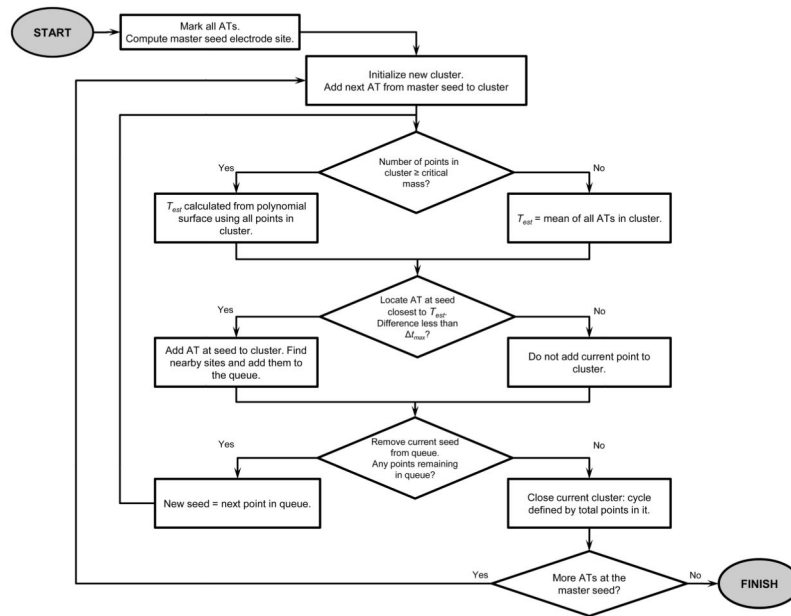 START
Mark all ATs.
Compute master seed electrode site.
Initialize new cluster.
Add next AT from master seed to cluster
Number of points in
cluster ≥ critical
mass?
Yes
No
T_est calculated from polynomial
surface using all points in
cluster.
T_est = mean of all ATs in cluster.
Locate AT at seed
closest to T_est.
Difference less than
Δt_max?
Yes
No
Add AT at seed to cluster. Find
nearby sites and add them to
the queue.
Do not add current point to
cluster.
Remove current seed
from queue.
Any points remaining
in queue?
Yes
No
New seed = next point in queue.
Close current cluster: cycle
defined by total points in it.
More ATs at the
master seed?
Yes
No
FINISH